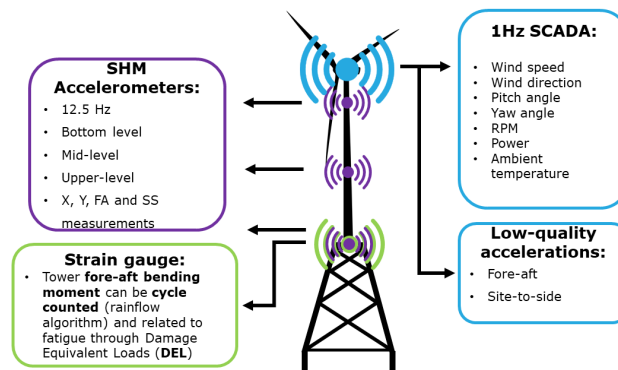 SHM
Accelerometers:
• 12.5 Hz
• Bottom level
• Mid-level
• Upper-level
• X, Y, FA and SS
measurements
Strain gauge:
• Tower fore-aft bending
moment can be cycle
counted (rainflow
algorithm) and related to
fatigue through Damage
Equivalent Loads (DEL)
1Hz SCADA:
• Wind speed
• Wind direction
• Pitch angle
• Yaw angle
• RPM
• Power
• Ambient
temperature
Low-quality
accelerations:
• Fore-aft
• Site-to-side